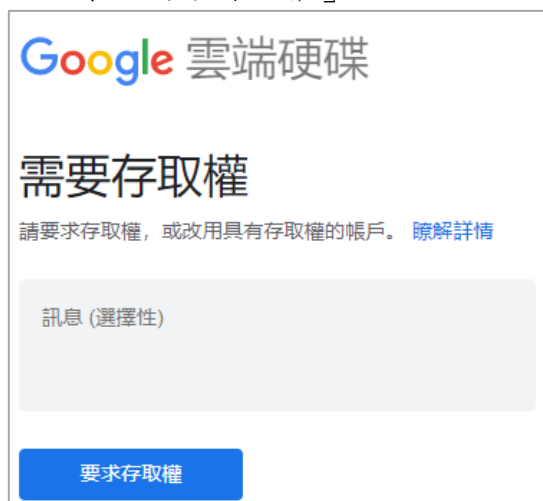 Google 雲端硬碟
需要存取權
請要求存取權，或改用具有存取權的帳戶。 瞭解詳情
訊息 (選擇性)
要求存取權